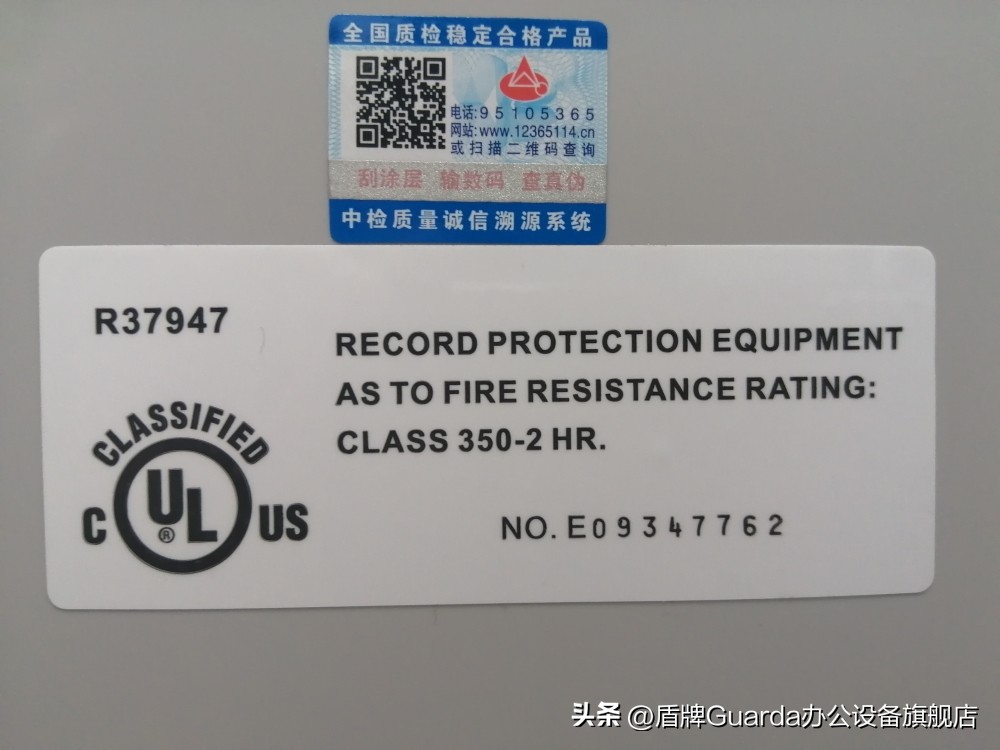 全国质检稳定合格产品
电话:95105365
网站:www.12365114.cn
或扫描二维码查询
刮涂层 输数码 查真伪
中检质量诚信溯源系统
R37947
RECORD PROTECTION EQUIPMENT
AS TO FIRE RESISTANCE RATING:
CLASS 350-2 HR.
CLASSIFIED
C UL® US
NO. E09347762
头条 @盾牌Guarda办公设备旗舰店